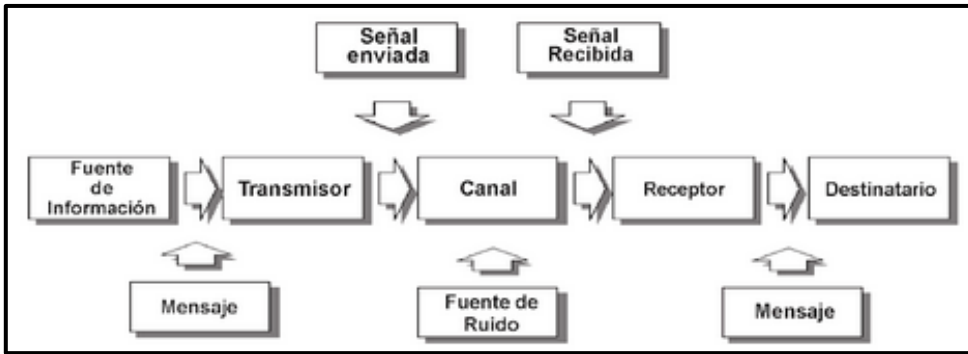 Señal
enviada
Señal
Recibida
Fuente
de
Información
Transmisor
Canal
Receptor
Destinatario
Mensaje
Fuente de
Ruido
Mensaje